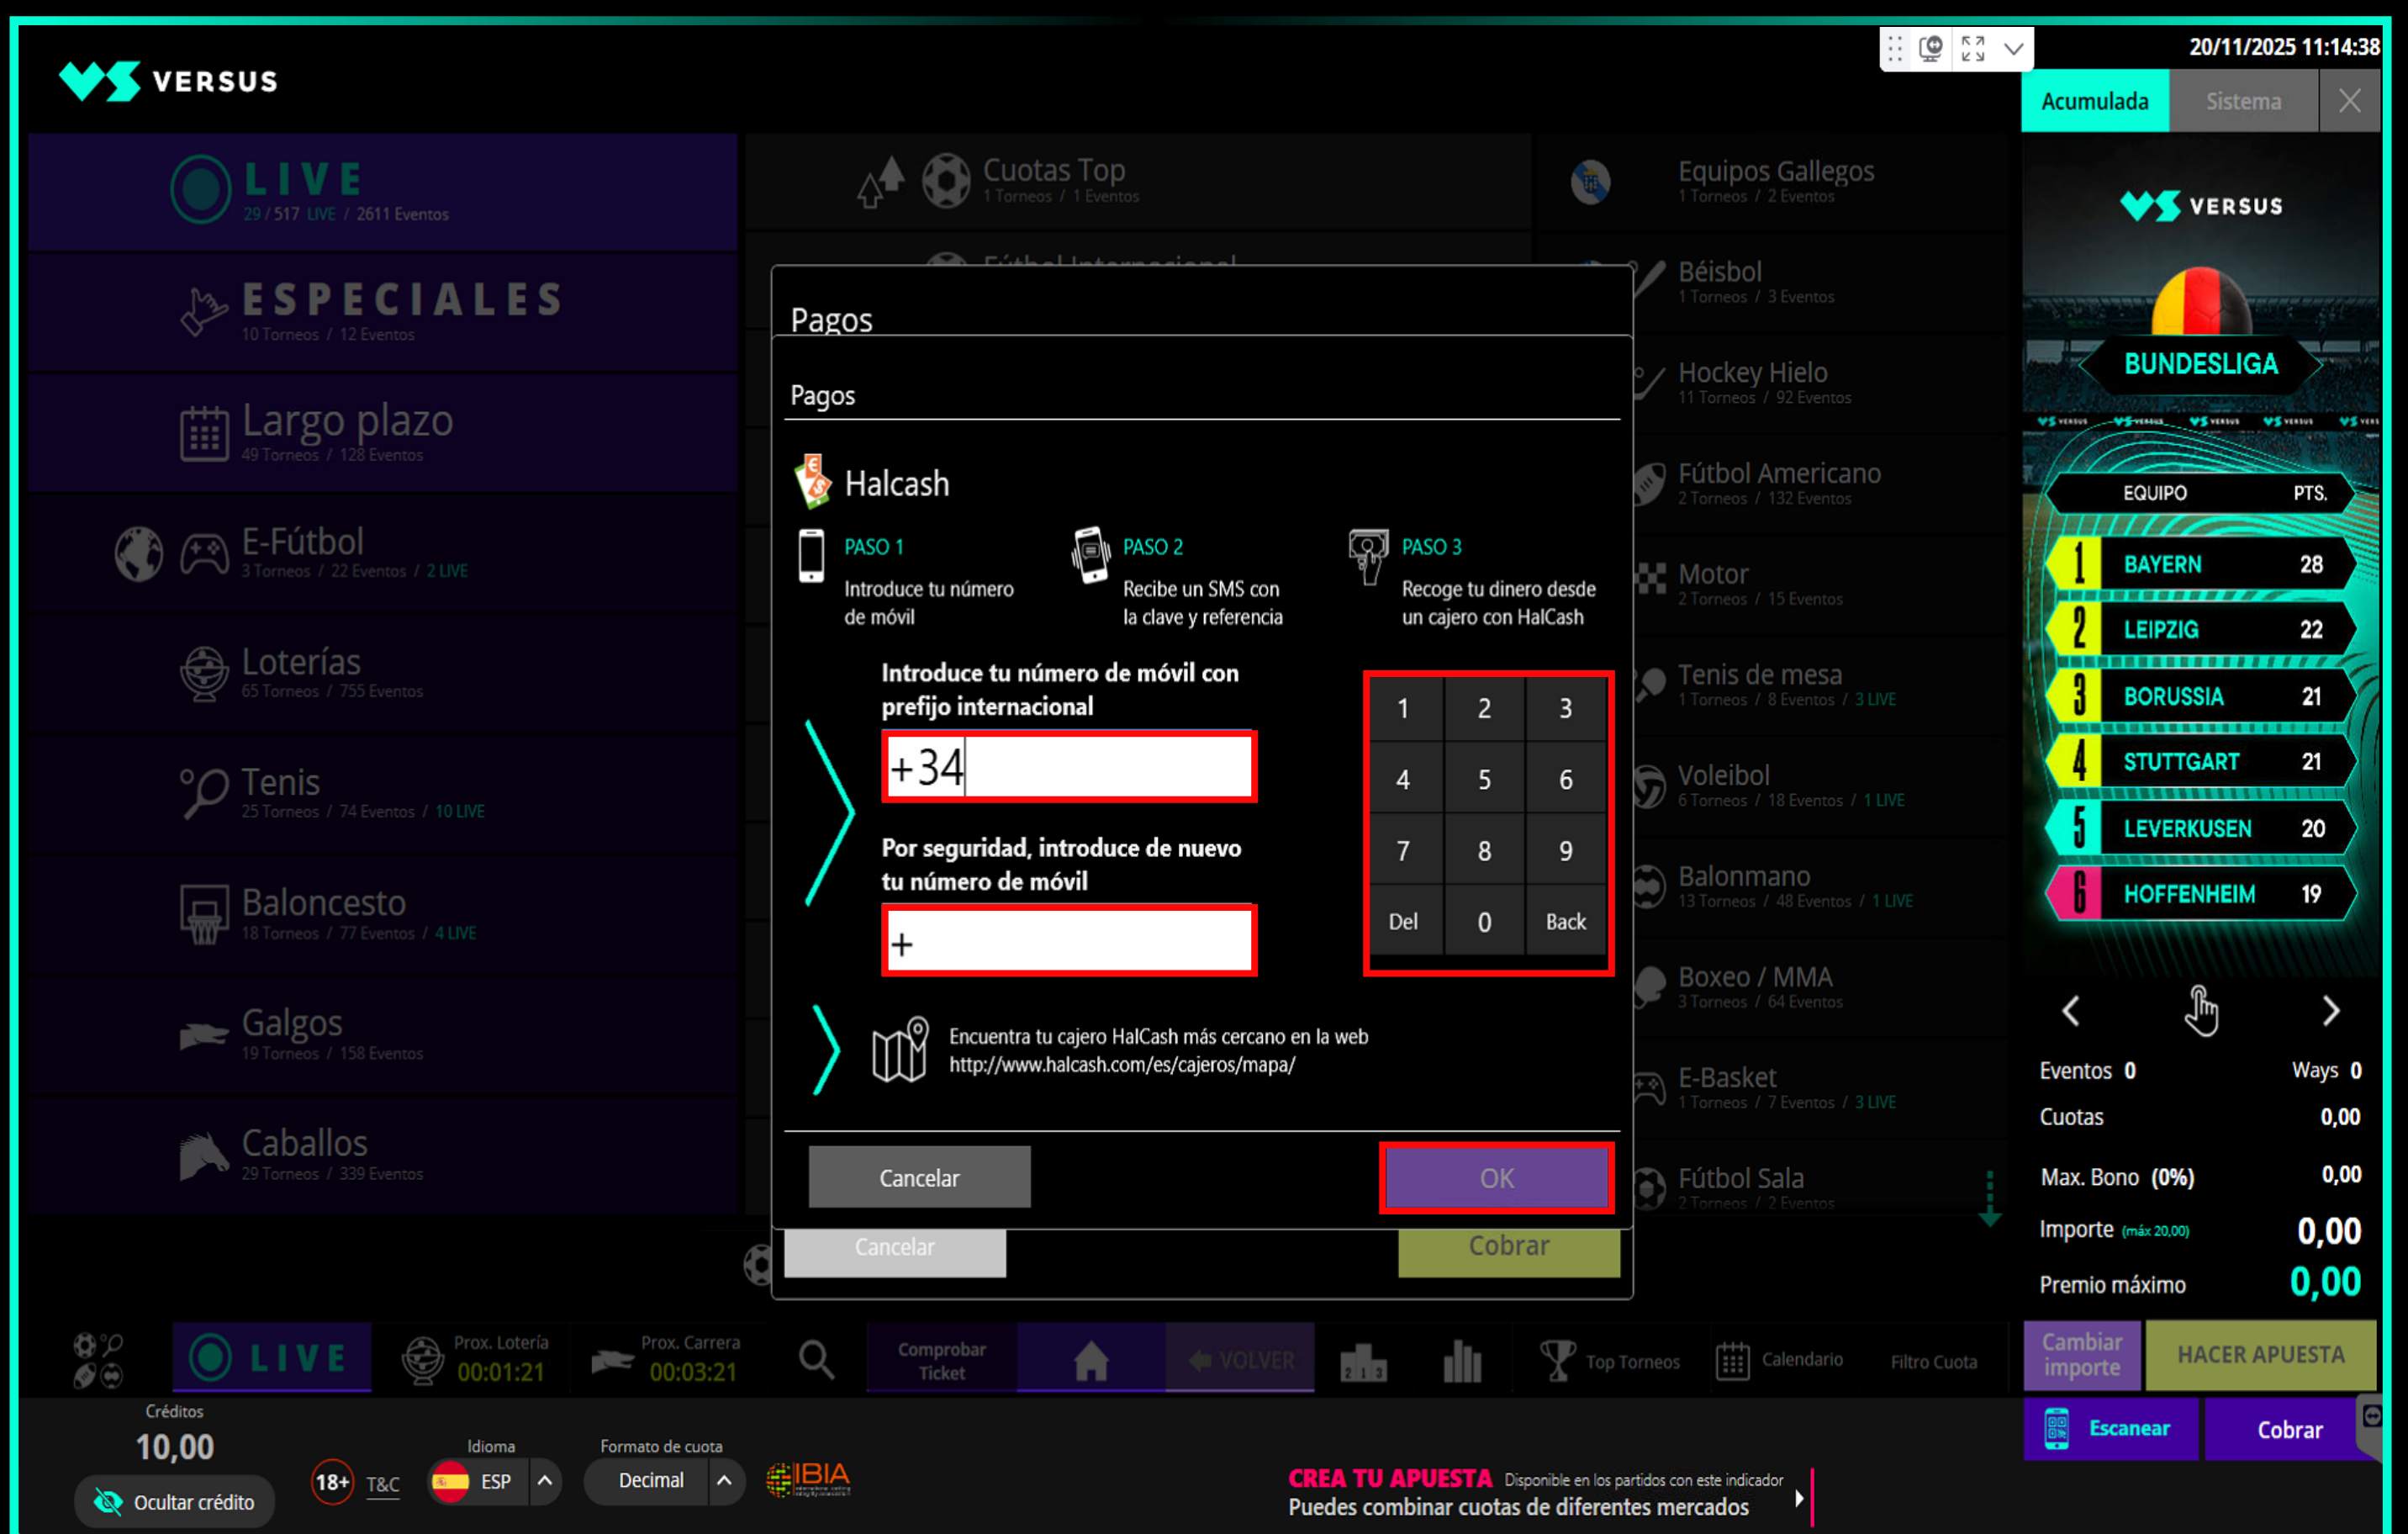 20/11/2025 11:14:38
VERSUS
Acumulada
Sistema
LIVE
29 / 517 LIVE / 2611 Eventos
ESPECIALES
10 Torneos / 12 Eventos
Largo plazo
49 Torneos / 128 Eventos
E-Fútbol
3 Torneos / 22 Eventos / 2 LIVE
Loterías
65 Torneos / 755 Eventos
Tenis
25 Torneos / 74 Eventos / 10 LIVE
Baloncesto
18 Torneos / 77 Eventos / 4 LIVE
Galgos
19 Torneos / 158 Eventos
Caballos
29 Torneos / 339 Eventos
Cuotas Top
1 Torneos / 1 Eventos
Fútbol Internacional
Pagos
Pagos
Halcash
PASO 1
Introduce tu número
de móvil
PASO 2
Recibe un SMS con
la clave y referencia
PASO 3
Recoge tu dinero desde
un cajero con HalCash
Introduce tu número de móvil con
prefijo internacional
+34
Por seguridad, introduce de nuevo
tu número de móvil
+
1 2 3
4 5 6
7 8 9
Del 0 Back
Encuentra tu cajero HalCash más cercano en la web
http://www.halcash.com/es/cajeros/mapa/
Cancelar
OK
Cancelar
Cobrar
Equipos Gallegos
1 Torneos / 2 Eventos
Béisbol
1 Torneos / 3 Eventos
Hockey Hielo
11 Torneos / 92 Eventos
Fútbol Americano
2 Torneos / 132 Eventos
Motor
2 Torneos / 15 Eventos
Tenis de mesa
1 Torneos / 8 Eventos / 3 LIVE
Voleibol
6 Torneos / 18 Eventos / 1 LIVE
Balonmano
13 Torneos / 48 Eventos / 1 LIVE
Boxeo / MMA
3 Torneos / 64 Eventos
E-Basket
1 Torneos / 7 Eventos / 3 LIVE
Fútbol Sala
2 Torneos / 2 Eventos
VERSUS
BUNDESLIGA
VERSUS VERSUS VERSUS VERSUS
EQUIPO PTS.
1 BAYERN 28
2 LEIPZIG 22
3 BORUSSIA 21
4 STUTTGART 21
5 LEVERKUSEN 20
6 HOFFENHEIM 19
Eventos 0 Ways 0
Cuotas 0,00
Max. Bono (0%) 0,00
Importe (máx 20,00) 0,00
Premio máximo 0,00
Cambiar
importe
HACER APUESTA
Escanear
Cobrar
LIVE
Prox. Lotería
00:01:21
Prox. Carrera
00:03:21
Comprobar
Ticket
VOLVER
2 1 3
Top Torneos
Calendario
Filtro Cuota
Créditos
10,00
Ocultar crédito
18+
T&C
Idioma
ESP
Formato de cuota
Decimal
IBIA
CREA TU APUESTA Disponible en los partidos con este indicador
Puedes combinar cuotas de diferentes mercados